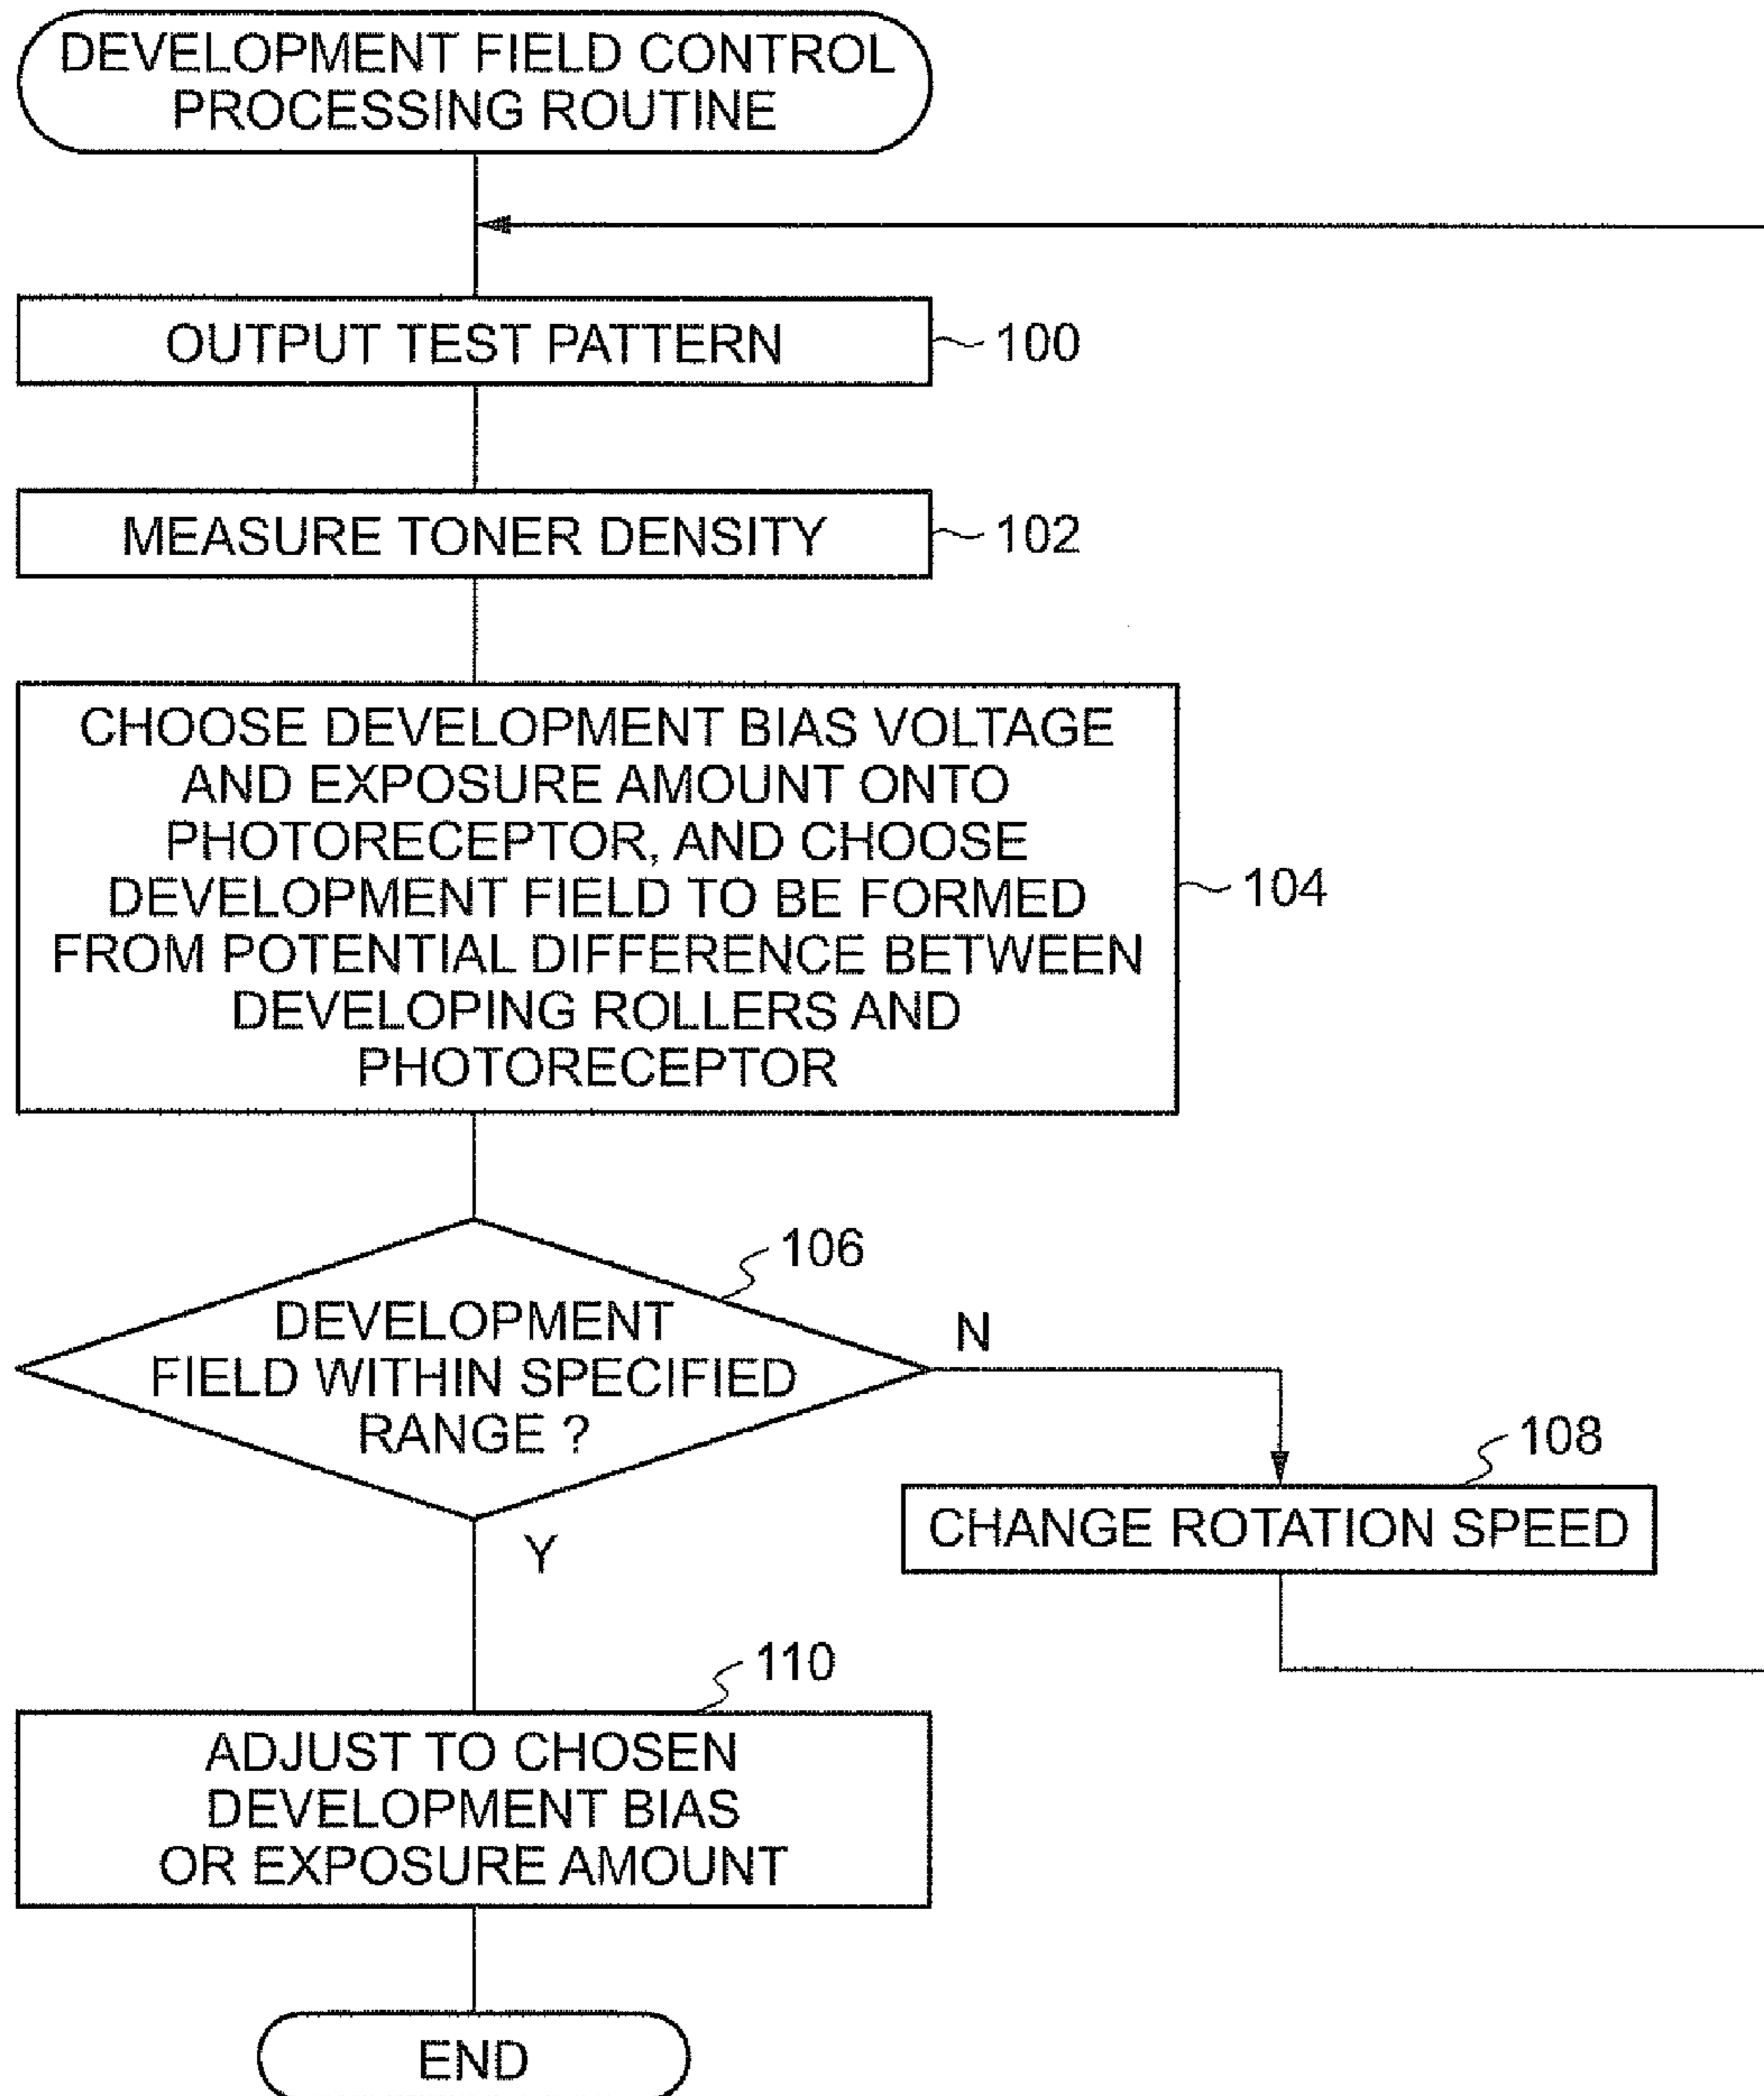 DEVELOPMENT FIELD CONTROL
PROCESSING ROUTINE
OUTPUT TEST PATTERN
100
MEASURE TONER DENSITY
102
CHOOSE DEVELOPMENT BIAS VOLTAGE
AND EXPOSURE AMOUNT ONTO
PHOTORECEPTOR, AND CHOOSE
DEVELOPMENT FIELD TO BE FORMED
FROM POTENTIAL DIFFERENCE BETWEEN
DEVELOPING ROLLERS AND
PHOTORECEPTOR
104
106
DEVELOPMENT
FIELD WITHIN SPECIFIED
RANGE ?
N
108
CHANGE ROTATION SPEED
Y
110
ADJUST TO CHOSEN
DEVELOPMENT BIAS
OR EXPOSURE AMOUNT
END